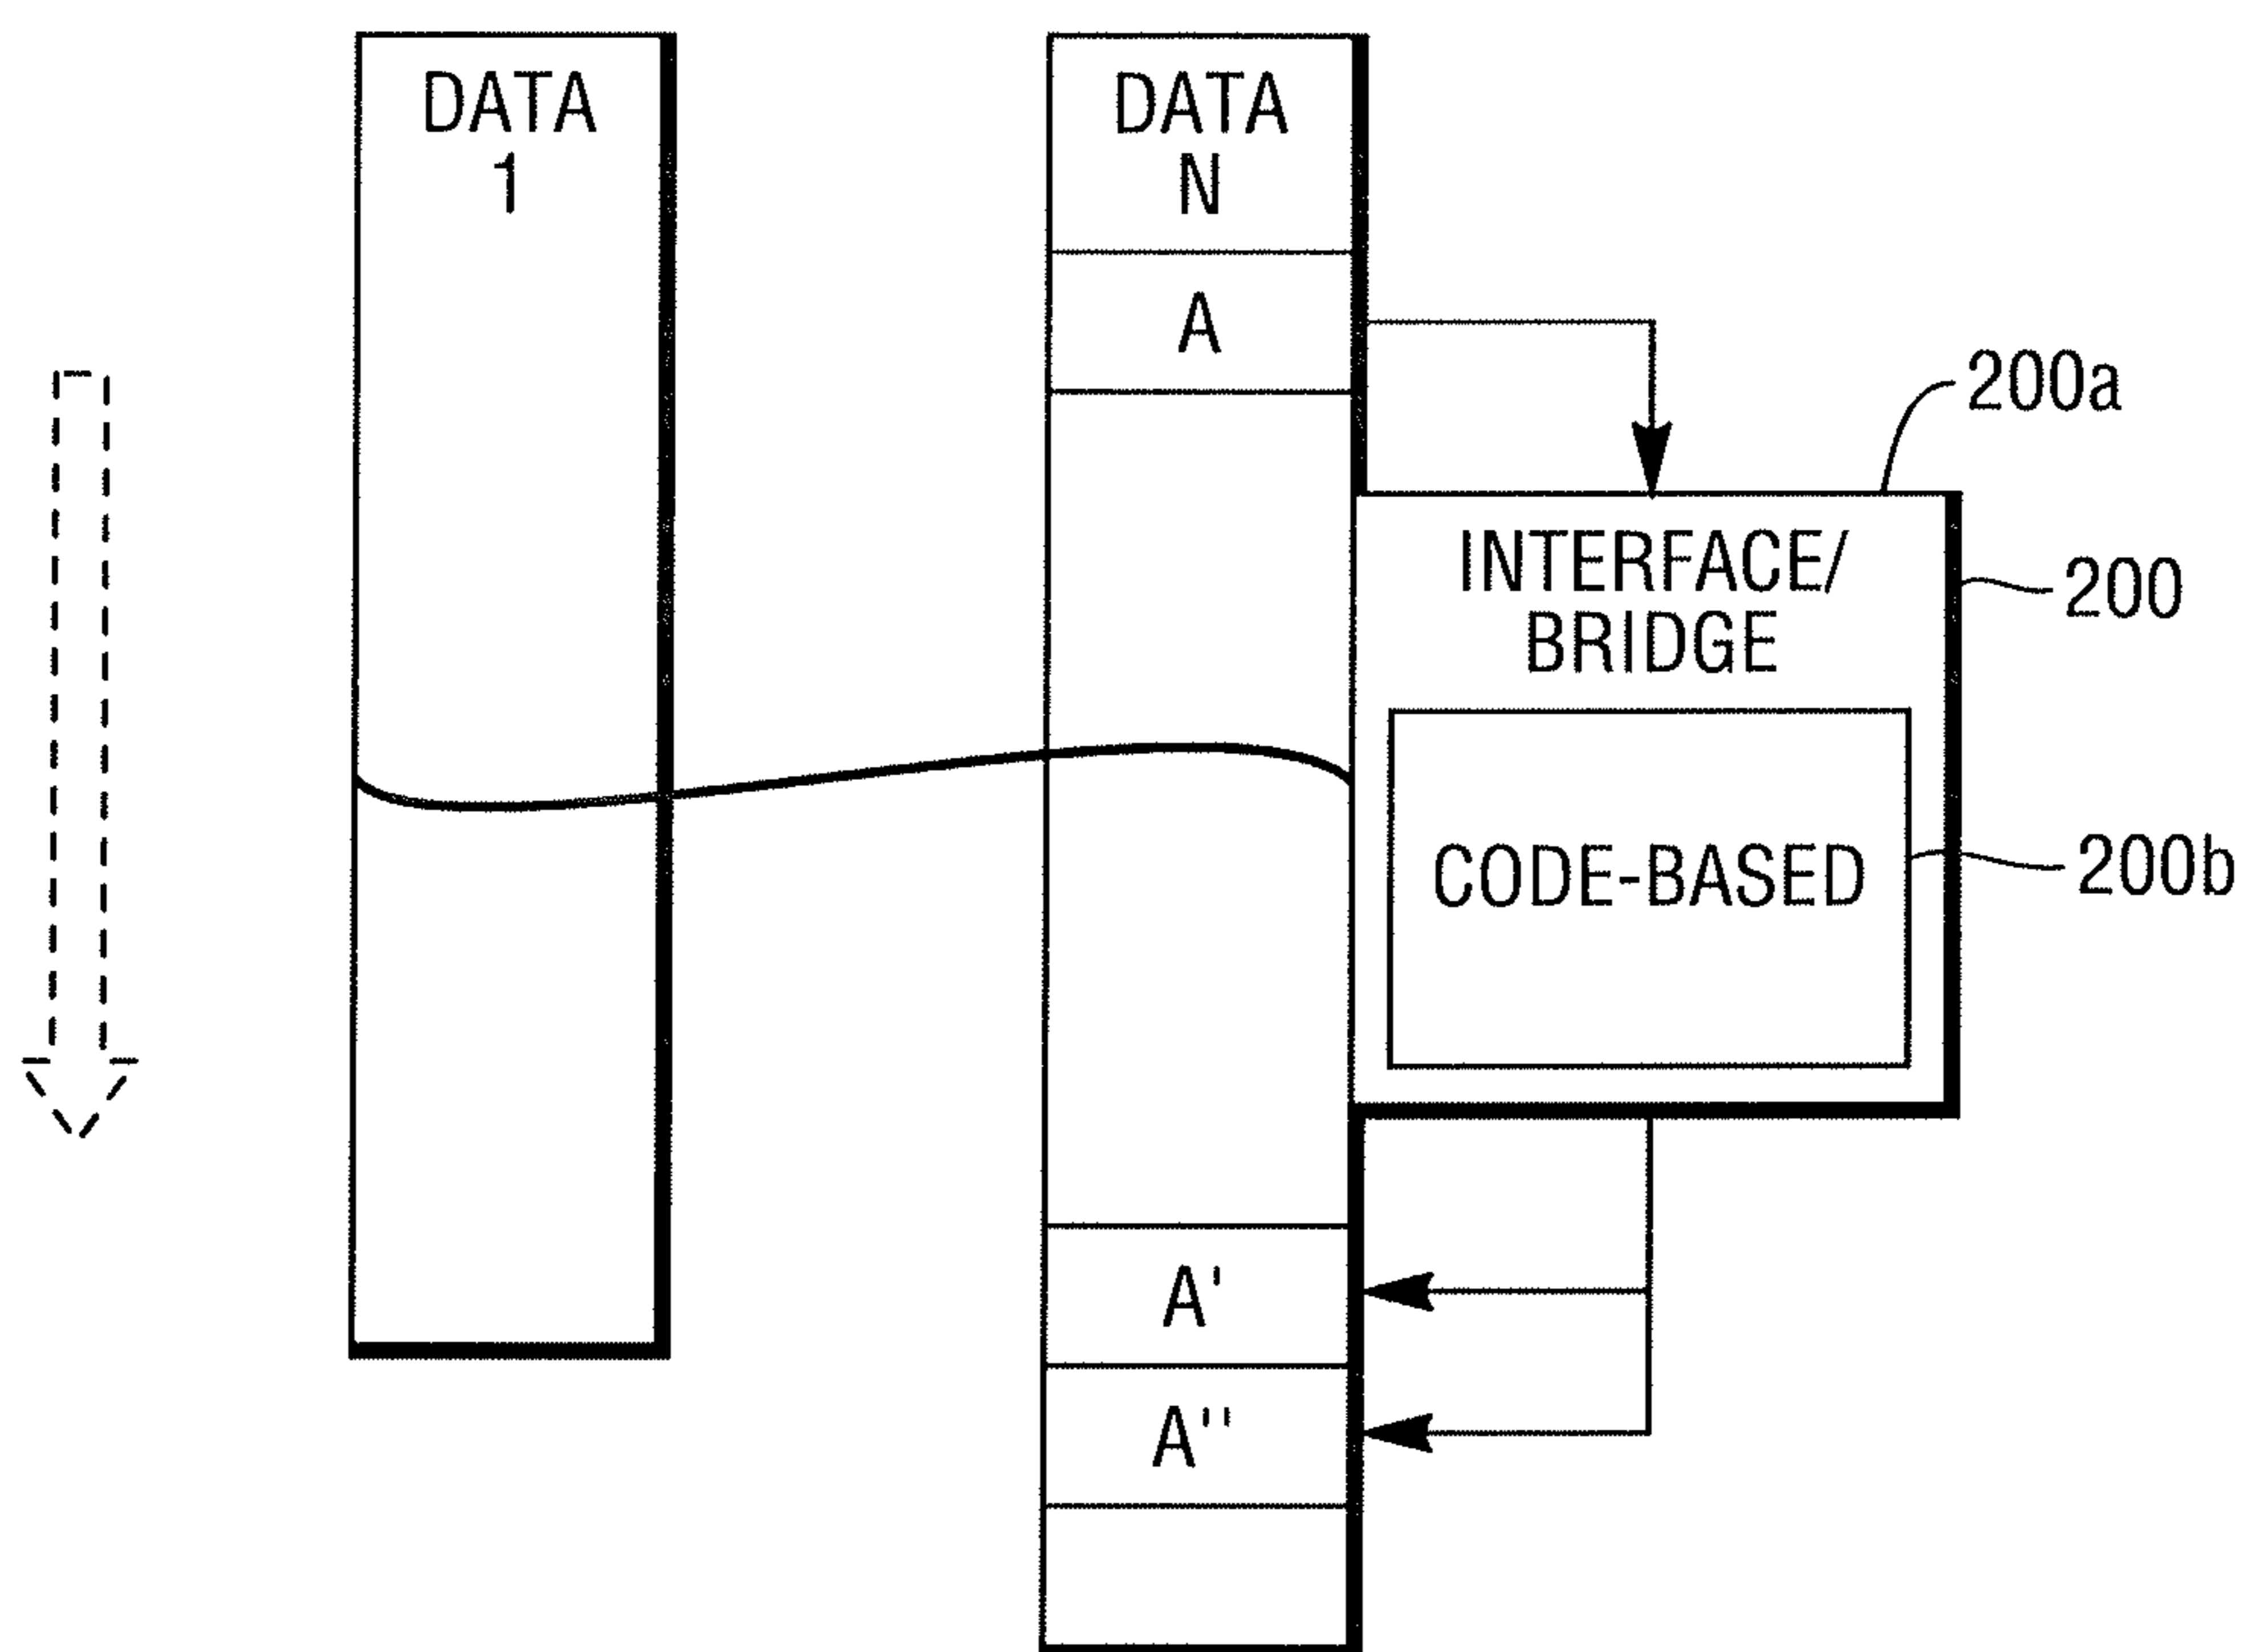 DATA
1
DATA
N
A
200a
INTERFACE/
BRIDGE
200
CODE-BASED
200b
A'
A''